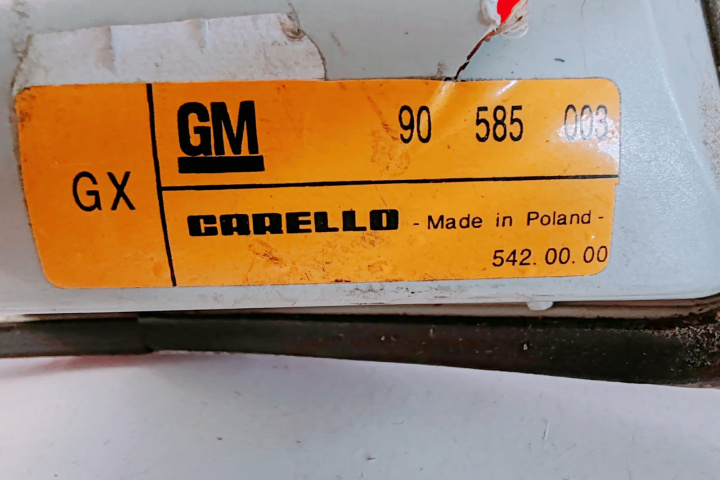 GX
GM 90 585 003
CARELLO - Made in Poland -
542. 00. 00